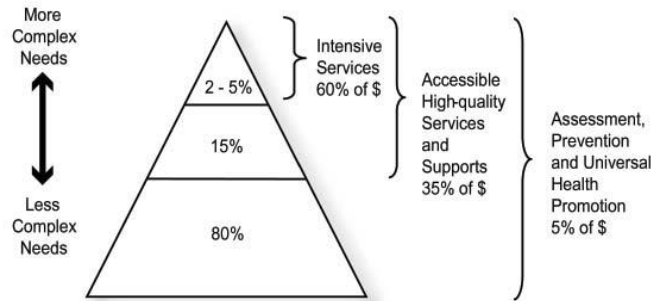 More
Complex
Needs
Less
Complex
Needs
2 - 5%
15%
80%
Intensive
Services
60% of $
Accessible
High-quality
Services
and
Supports
35% of $
Assessment,
Prevention
and Universal
Health
Promotion
5% of $